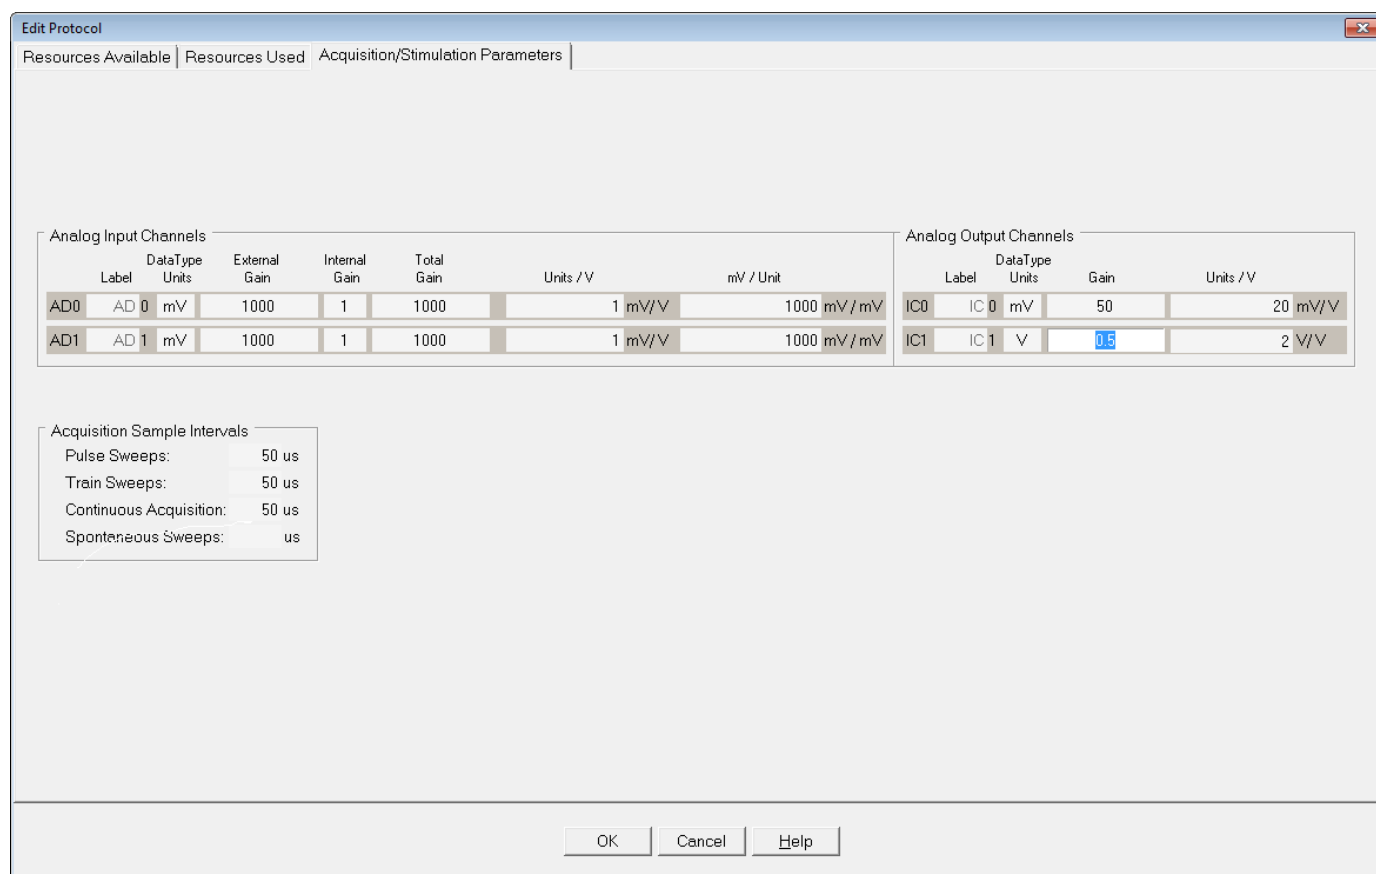 Edit Protocol
Resources Available Resources Used Acquisition/Stimulation Parameters
Analog Input Channels
DataType External Internal Total
Label Units Gain Gain Gain Units / V mV / Unit
AD0 AD 0 mV 1000 1 1000 1 mV/V 1000 mV/mV
AD1 AD 1 mV 1000 1 1000 1 mV/V 1000 mV/mV
Analog Output Channels
DataType
Label Units Gain Units / V
IC0 IC 0 mV 50 20 mV/V
IC1 IC 1 V 0.5 2 V/V
Acquisition Sample Intervals
Pulse Sweeps: 50 us
Train Sweeps: 50 us
Continuous Acquisition: 50 us
Spontaneous Sweeps: us
OK Cancel Help